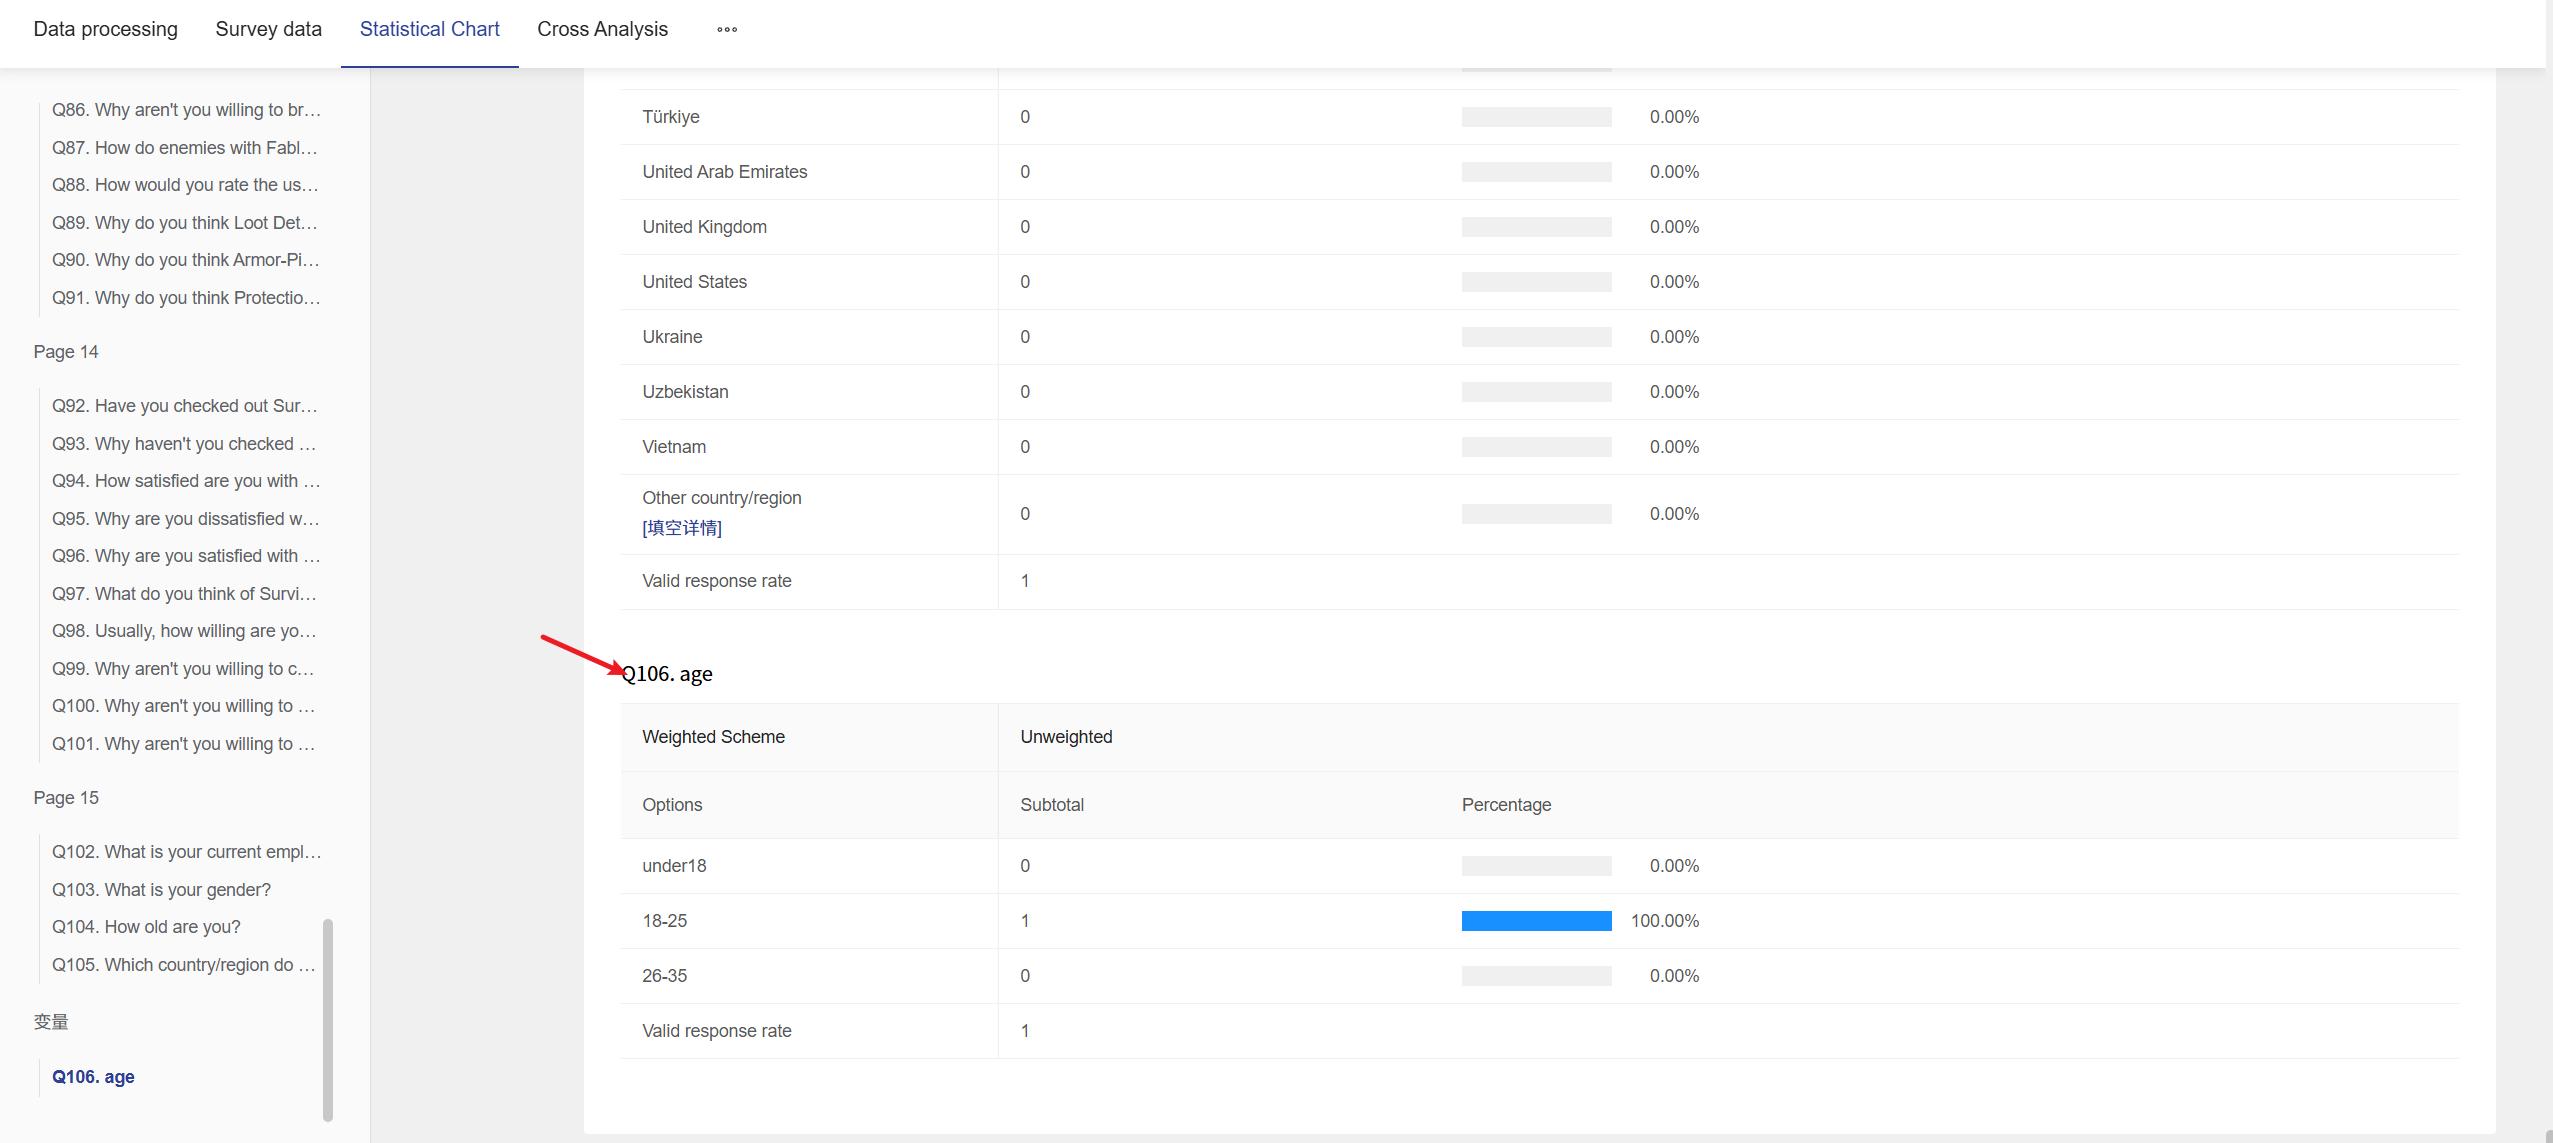 Data processing
Survey data
Statistical Chart
Cross Analysis
Q86. Why aren't you willing to br…
Q87. How do enemies with Fabl…
Q88. How would you rate the us…
Q89. Why do you think Loot Det…
Q90. Why do you think Armor-Pi…
Q91. Why do you think Protectio…
Page 14
Q92. Have you checked out Sur…
Q93. Why haven't you checked …
Q94. How satisfied are you with …
Q95. Why are you dissatisfied w…
Q96. Why are you satisfied with …
Q97. What do you think of Survi…
Q98. Usually, how willing are yo…
Q99. Why aren't you willing to c…
Q100. Why aren't you willing to …
Q101. Why aren't you willing to …
Page 15
Q102. What is your current empl…
Q103. What is your gender?
Q104. How old are you?
Q105. Which country/region do …
变量
Q106. age
Türkiye 0 0.00%
United Arab Emirates 0 0.00%
United Kingdom 0 0.00%
United States 0 0.00%
Ukraine 0 0.00%
Uzbekistan 0 0.00%
Vietnam 0 0.00%
Other country/region
[填空详情] 0 0.00%
Valid response rate 1
Q106. age
Weighted Scheme Unweighted
Options Subtotal Percentage
under18 0 0.00%
18-25 1 100.00%
26-35 0 0.00%
Valid response rate 1